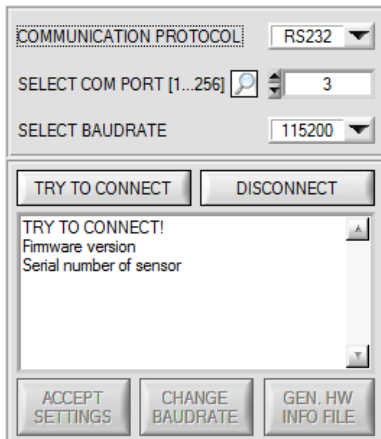 COMMUNICATION PROTOCOL RS232
SELECT COM PORT [1...256] 3
SELECT BAUDRATE 115200
TRY TO CONNECT DISCONNECT
TRY TO CONNECT!
Firmware version
Serial number of sensor
ACCEPT SETTINGS
CHANGE BAUDRATE
GEN. HW INFO FILE